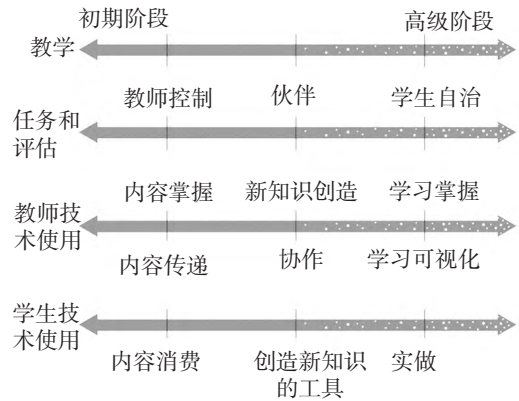 初期阶段 高级阶段
教学
教师控制 伙伴 学生自治
任务和
评估
内容掌握 新知识创造 学习掌握
教师技
术使用
内容传递 协作 学习可视化
学生技
术使用
内容消费 创造新知识 实做
的工具